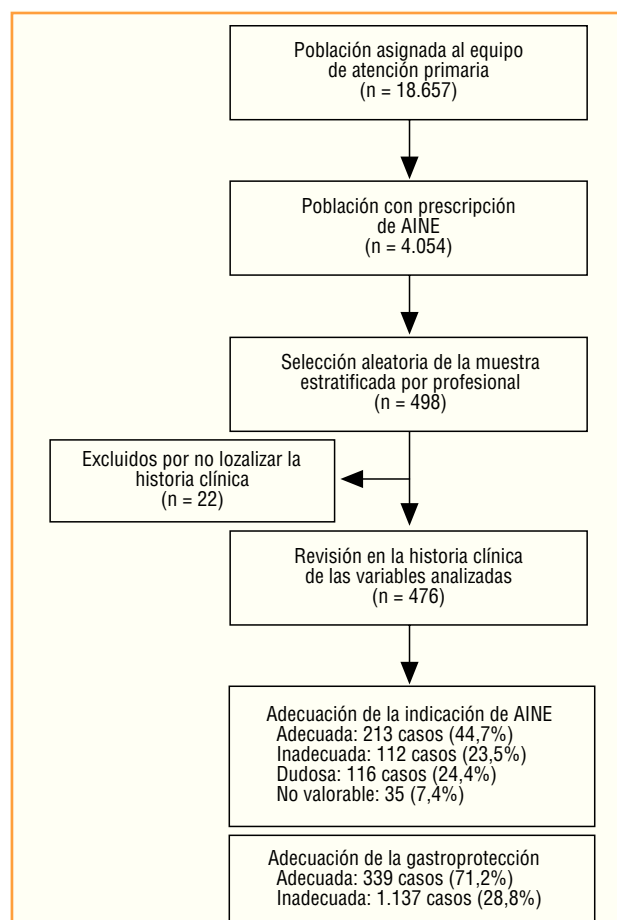 Población asignada al equipo
de atención primaria
(n = 18.657)
Población con prescripción
de AINE
(n = 4.054)
Selección aleatoria de la muestra
estratificada por profesional
(n = 498)
Excluidos por no lozalizar la
historia clínica
(n = 22)
Revisión en la historia clínica
de las variables analizadas
(n = 476)
Adecuación de la indicación de AINE
Adecuada: 213 casos (44,7%)
Inadecuada: 112 casos (23,5%)
Dudosa: 116 casos (24,4%)
No valorable: 35 (7,4%)
Adecuación de la gastroprotección
Adecuada: 339 casos (71,2%)
Inadecuada: 1.137 casos (28,8%)